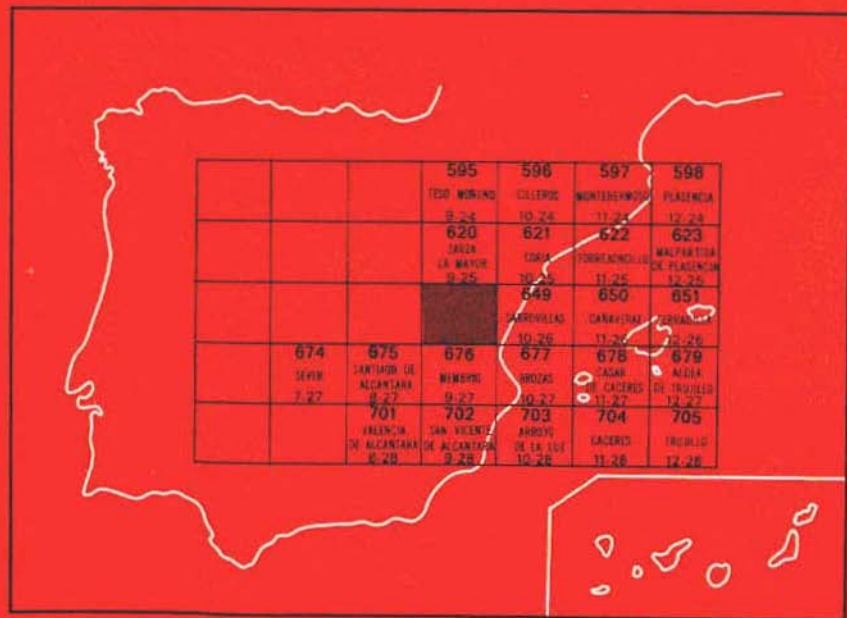 595 596 597 598
TESO MORENO CILLEROS MONTEHERMOSO PLASENCIA
9-24 10-24 11-24 12-24
620 621 622 623
ZARZA LA MAYOR CORIA TORREJONCILLO MALPARTIDA DE PLASENCIA
9-25 10-25 11-25 12-25
649 650 651
GARROVILLAS CAÑAVERAL SERRADILLA
10-26 11-26 12-26
674 675 676 677 678 679
SEVER SANTIAGO DE ALCANTARA MEMBRIO BROZAS CASAR DE CACERES ALDEA DE TRUJILLO
7-27 8-27 9-27 10-27 11-27 12-27
701 702 703 704 705
VALENCIA DE ALCANTARA SAN VICENTE DE ALCANTARA ARROYO DE LA LUZ CACERES TRUJILLO
8-28 9-28 10-28 11-28 12-28